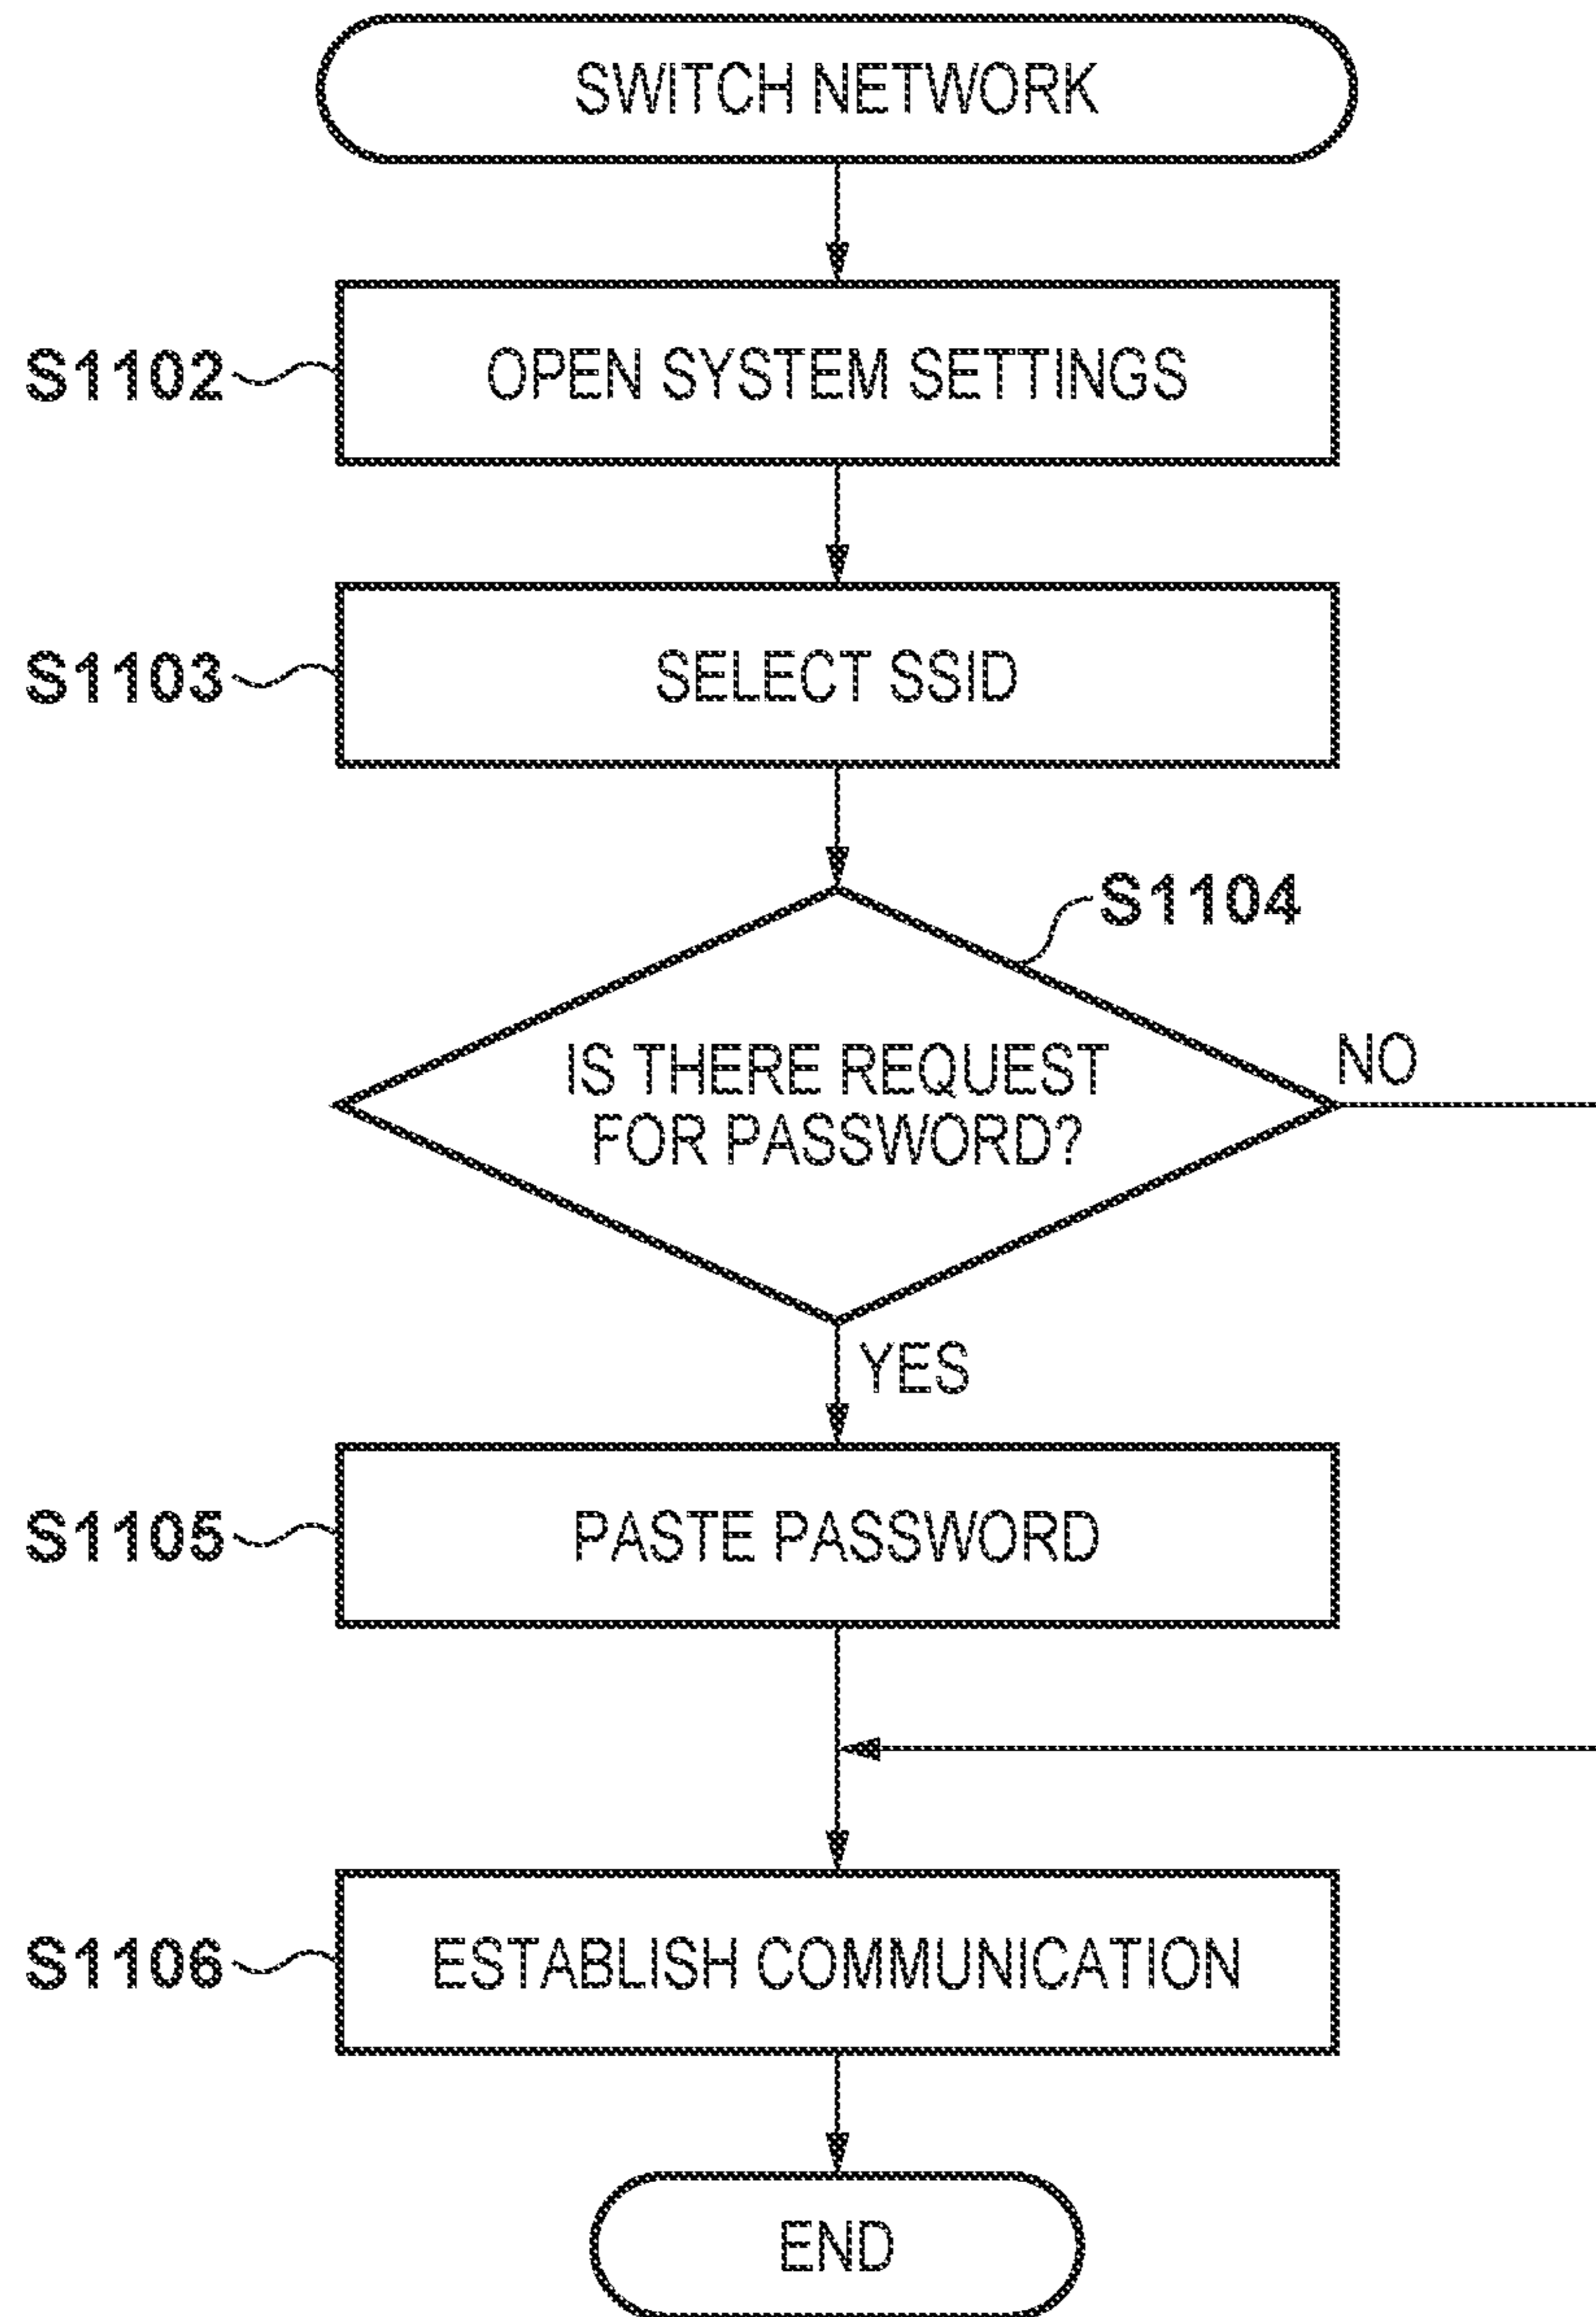 SWITCH NETWORK
S1102
OPEN SYSTEM SETTINGS
S1103
SELECT SSID
S1104
IS THERE REQUEST
FOR PASSWORD?
NO
YES
S1105
PASTE PASSWORD
S1106
ESTABLISH COMMUNICATION
END